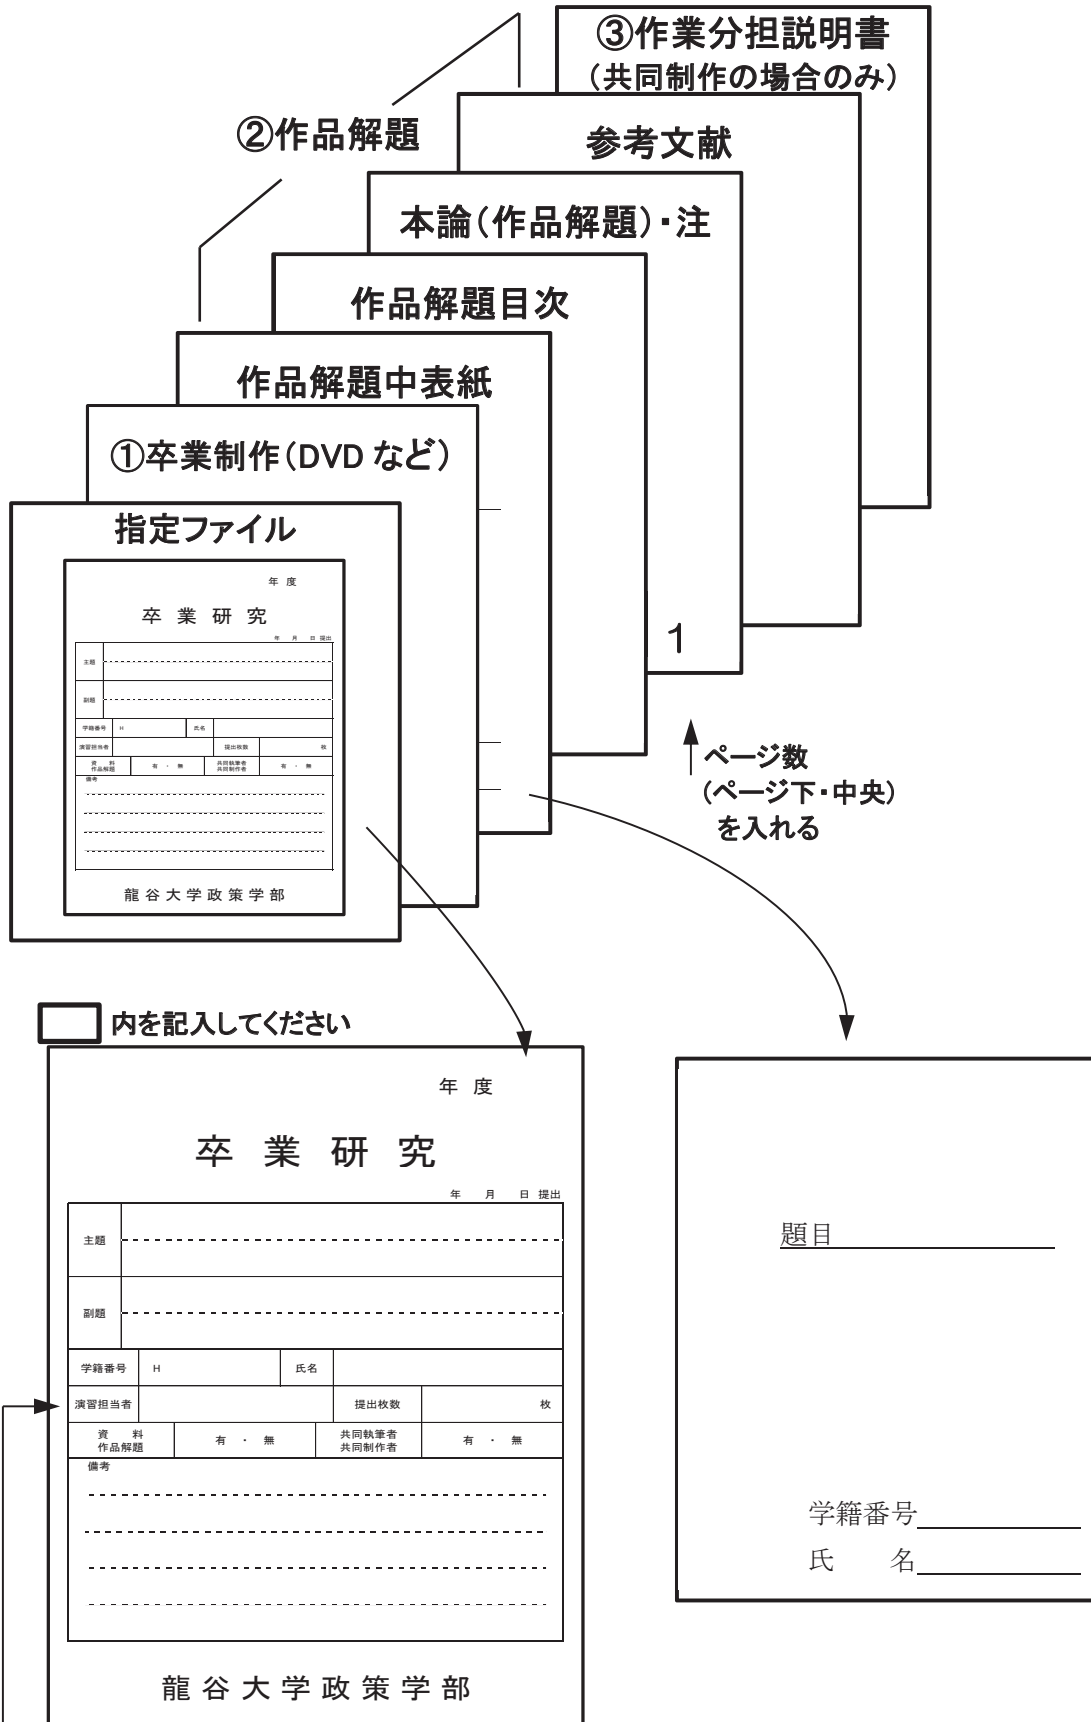 ③作業分担説明書
（共同制作の場合のみ）
②作品解題
参考文献
本論（作品解題）・注
作品解題目次
作品解題中表紙
①卒業制作（DVD など）
指定ファイル
年 度
卒 業 研 究
年 月 日 提出
主題
副題
学籍番号 H 氏名
演習担当者 提出枚数 枚
資 料
作品解題
有 ・ 無
共同執筆者
共同制作者
有 ・ 無
備考
龍谷大学政策学部
1
ページ数
（ページ下・中央）
を入れる
内を記入してください
年 度
卒 業 研 究
年 月 日 提出
主題
副題
学籍番号 H 氏名
演習担当者 提出枚数 枚
資 料
作品解題
有 ・ 無
共同執筆者
共同制作者
有 ・ 無
備考
龍谷大学政策学部
題目
学籍番号
氏 名